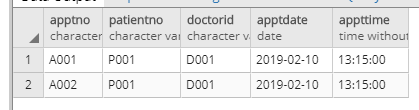 apptno patientno doctorid apptdate appttime
character character var character va date time without
1 A001 P001 D001 2019-02-10 13:15:00
2 A002 P001 D001 2019-02-10 13:15:00